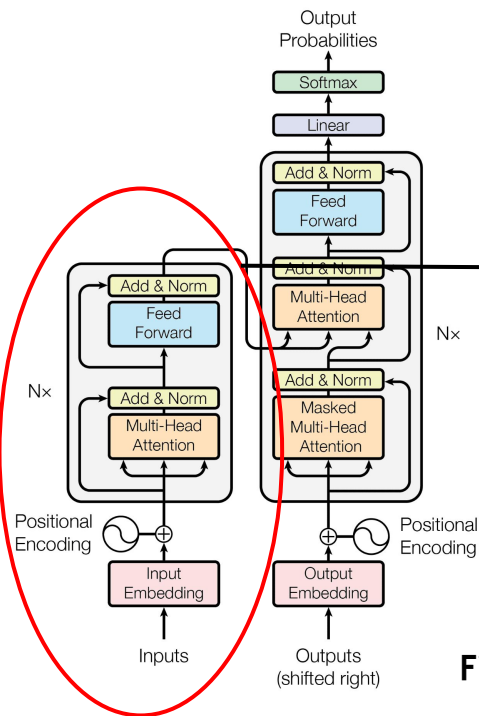 Output
Probabilities
Softmax
Linear
Add & Norm
Feed
Forward
Add & Norm
Multi-Head
Attention
Nx
Add & Norm
Masked
Multi-Head
Attention
Positional
Encoding
Output
Embedding
Outputs
(shifted right)
Add & Norm
Feed
Forward
Nx
Add & Norm
Multi-Head
Attention
Positional
Encoding
Input
Embedding
Inputs
F